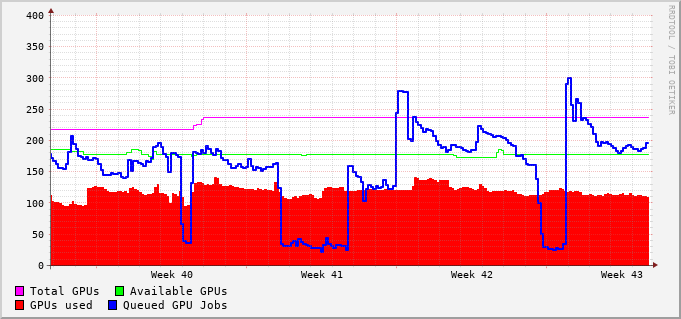 400
350
300
250
200
150
100
50
0
Week 40 Week 41 Week 42 Week 43
Total GPUs Available GPUs
GPUs used Queued GPU Jobs
RRDTOOL / TOBI OETIKER